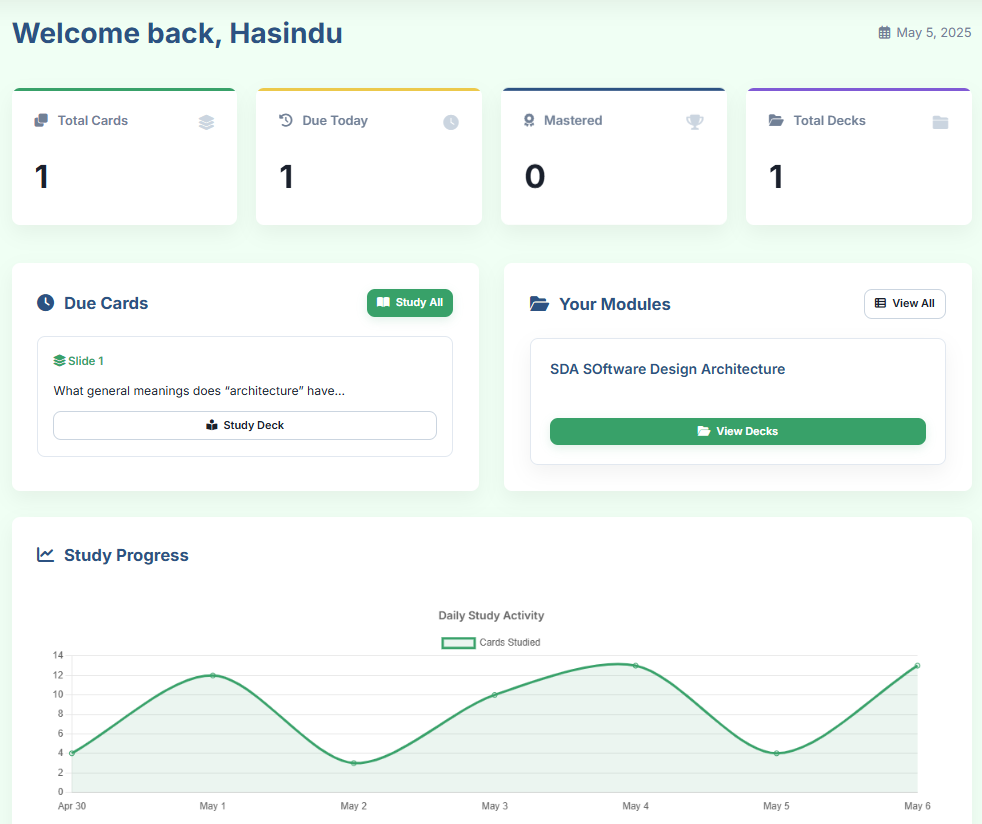 Welcome back, Hasindu
May 5, 2025
Total Cards
1
Due Today
1
Mastered
0
Total Decks
1
Due Cards
Study All
Slide 1
What general meanings does “architecture” have...
Study Deck
Your Modules
View All
SDA SOftware Design Architecture
View Decks
Study Progress
Daily Study Activity
Cards Studied
14
12
10
8
6
4
2
0
Apr 30 May 1 May 2 May 3 May 4 May 5 May 6